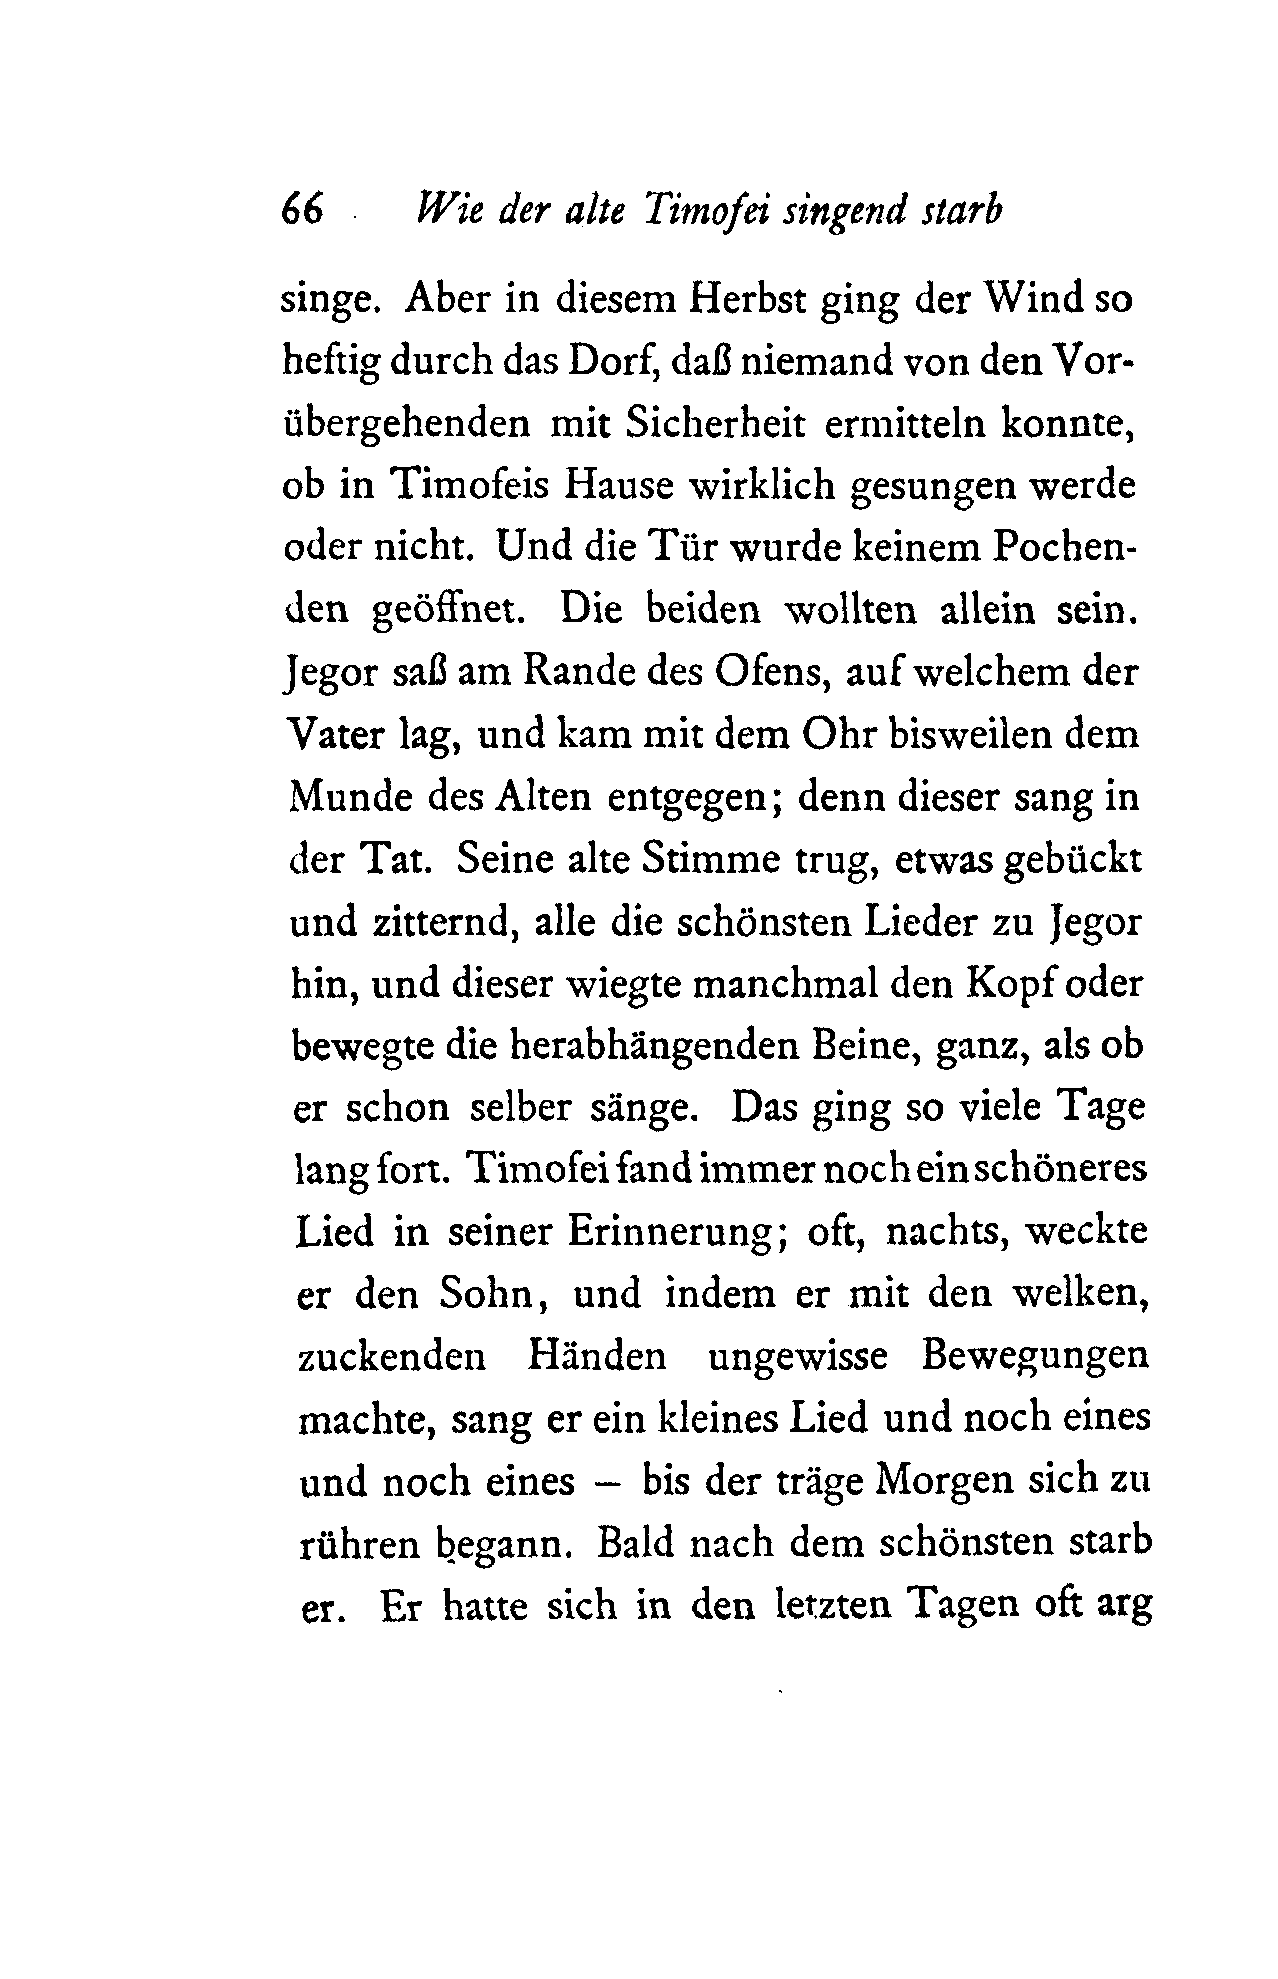 66 Wie der alte Timofei singend starb
singe. Aber in diesem Herbst ging der Wind so
heftig durch das Dorf, daß niemand von den Vor-
übergehenden mit Sicherheit ermitteln konnte,
ob in Timofeis Hause wirklich gesungen werde
oder nicht. Und die Tür wurde keinem Pochen-
den geöffnet. Die beiden wollten allein sein.
Jegor saß am Rande des Ofens, auf welchem der
Vater lag, und kam mit dem Ohr bisweilen dem
Munde des Alten entgegen; denn dieser sang in
der Tat. Seine alte Stimme trug, etwas gebückt
und zitternd, alle die schönsten Lieder zu Jegor
hin, und dieser wiegte manchmal den Kopf oder
bewegte die herabhängenden Beine, ganz, als ob
er schon selber sänge. Das ging so viele Tage
lang fort. Timofei fand immer noch ein schöneres
Lied in seiner Erinnerung; oft, nachts, weckte
er den Sohn, und indem er mit den welken,
zuckenden Händen ungewisse Bewegungen
machte, sang er ein kleines Lied und noch eines
und noch eines – bis der träge Morgen sich zu
rühren begann. Bald nach dem schönsten starb
er. Er hatte sich in den letzten Tagen oft arg